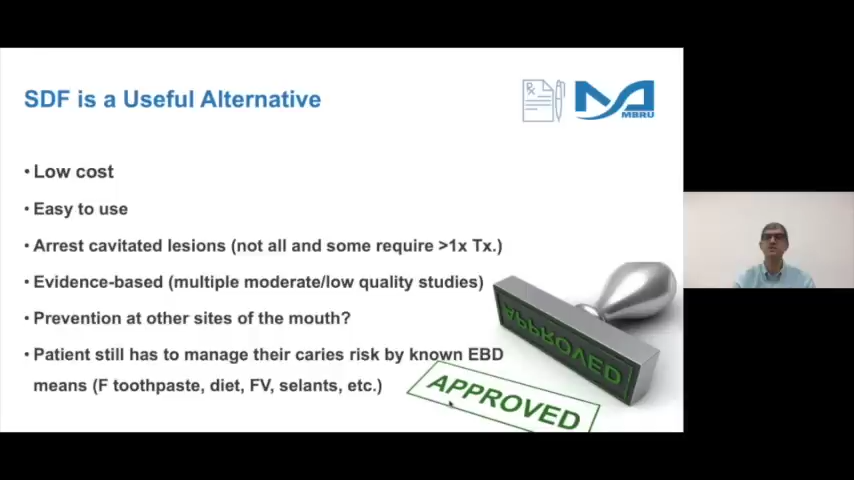 SDF is a Useful Alternative
Rx
MBRU
• Low cost
• Easy to use
• Arrest cavitated lesions (not all and some require >1x Tx.)
• Evidence-based (multiple moderate/low quality studies)
• Prevention at other sites of the mouth?
• Patient still has to manage their caries risk by known EBD
means (F toothpaste, diet, FV, selants, etc.)
APPROVED
APPROVED